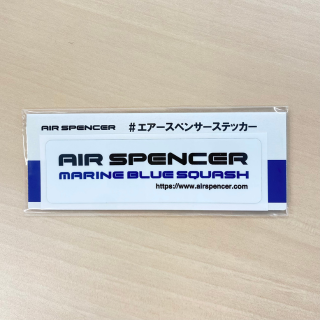 AIR SPENCER #エアースペンサーステッカー
AIR SPENCER
MARINE BLUE SQUASH
https://www.airspencer.com